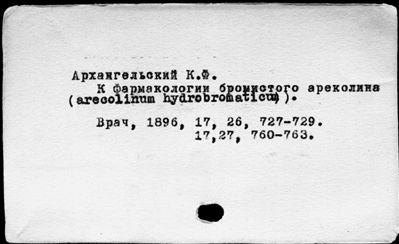 Архангельский К.Ф.
К фармакологии бромистого ареколина
(arecolinum hydrobromaticum).
Врач, 1896, 17, 26, 727-729.
17,27, 760-763.